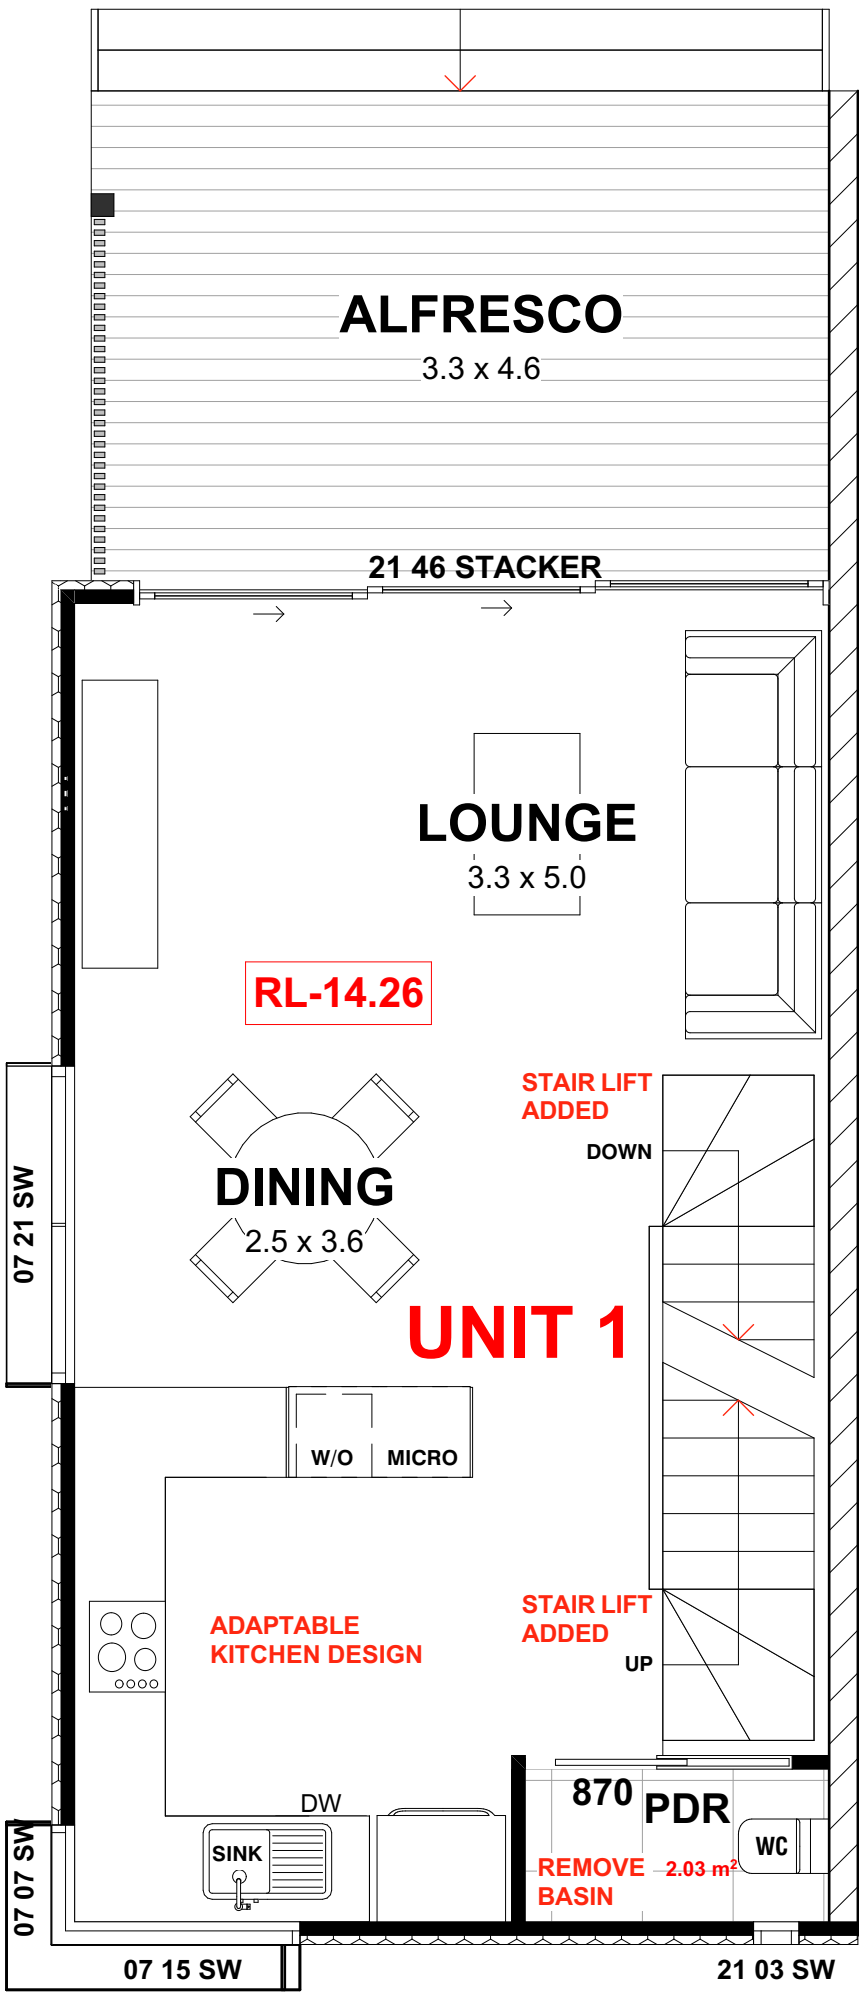 ALFRESCO
3.3 x 4.6
21 46 STACKER
LOUNGE
3.3 x 5.0
RL-14.26
STAIR LIFT
ADDED
DOWN
DINING
2.5 x 3.6
07 21 SW
UNIT 1
W/O
MICRO
ADAPTABLE
KITCHEN DESIGN
STAIR LIFT
ADDED
UP
870
PDR
DW
SINK
WC
REMOVE
BASIN
2.03 m²
07 07 SW
07 15 SW
21 03 SW